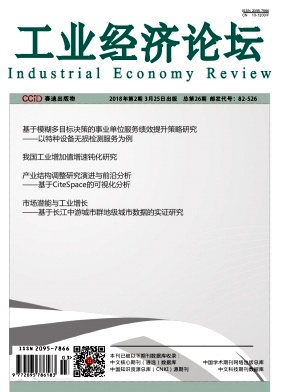 ISSN 2095-7866
CN 10-1233/F
工业经济论坛
Industrial Economy Review
CCID 赛迪出版物
2018年第2期 3月25日出版 总第26期 邮发代号：82-526
基于模糊多目标决策的事业单位服务绩效提升策略研究
——以特种设备无损检测服务为例
我国工业增加值增速钝化研究
产业结构调整研究演进与前沿分析
——基于CiteSpace的可视化分析
市场潜能与工业增长
——基于长江中游城市群地级城市数据的实证研究
ISSN 2095-7866
03
9 772095 786183
本刊已被以下期刊数据库收录
中文核心期刊（遴选）数据库
中国知识资源总库（CNKI）源期刊
中国学术期刊网络出版总库
中文科技期刊数据库